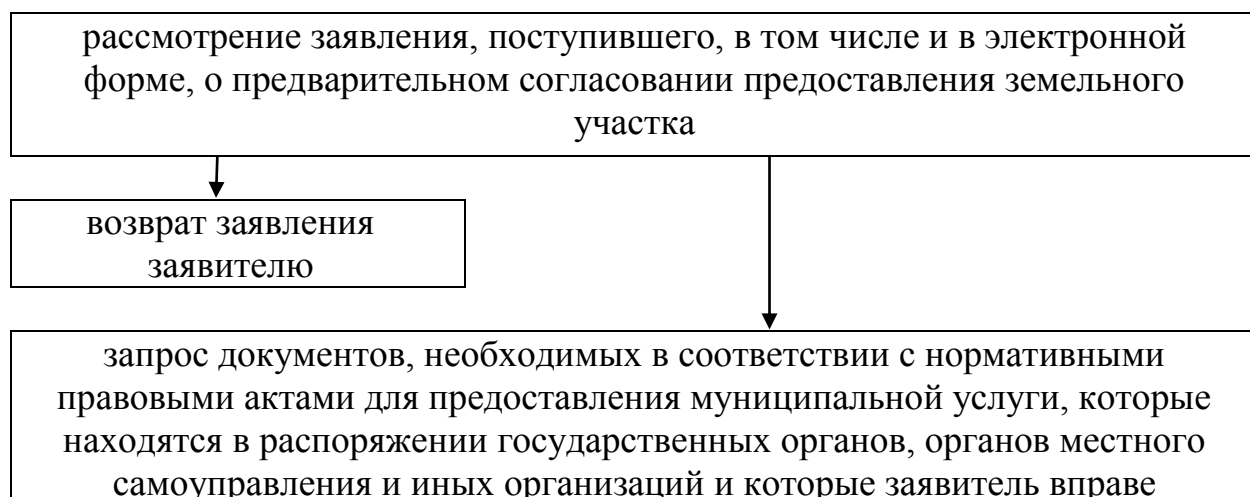 рассмотрение заявления, поступившего, в том числе и в электронной
форме, о предварительном согласовании предоставления земельного
участка
возврат заявления
заявителю
запрос документов, необходимых в соответствии с нормативными
правовыми актами для предоставления муниципальной услуги, которые
находятся в распоряжении государственных органов, органов местного
самоуправления и иных организаций и которые заявитель вправе